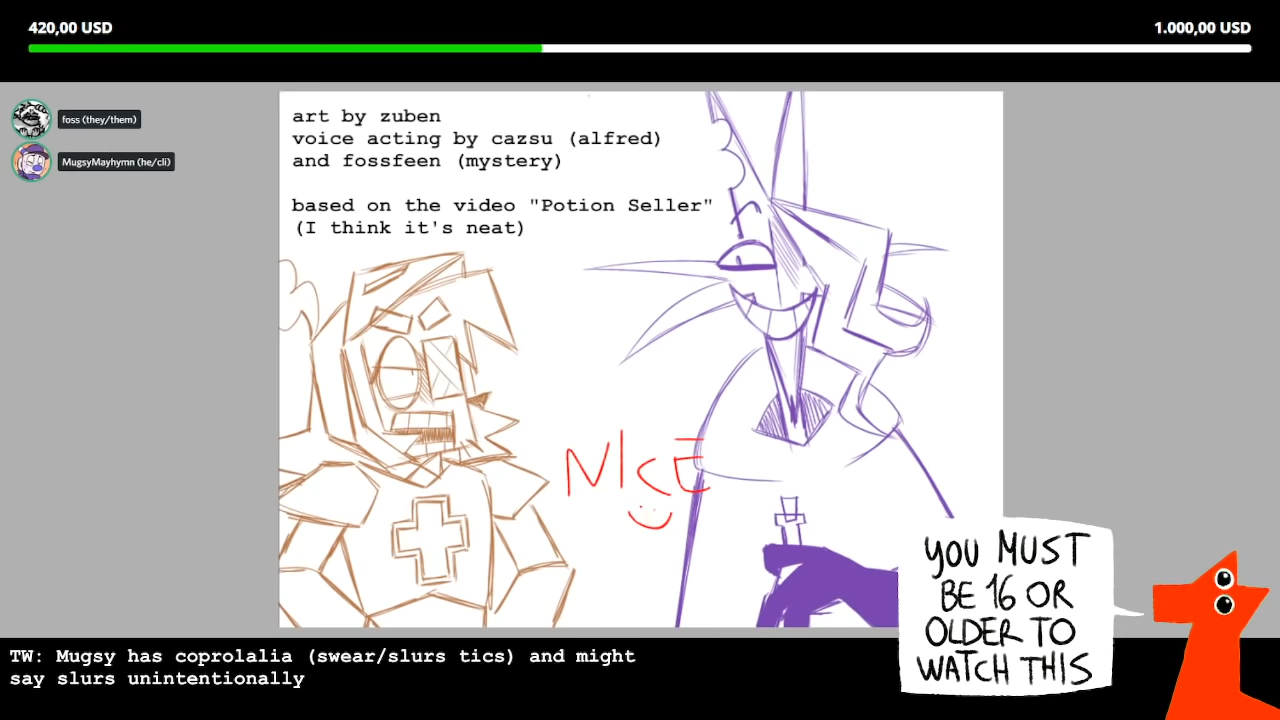 420,00 USD
1.000,00 USD
foss (they/them)
MugsyMayhymn (he/cli)
art by zuben
voice acting by cazsu (alfred)
and fossfeen (mystery)
based on the video "Potion Seller"
(I think it's neat)
NICE
YOU MUST
BE 16 OR
OLDER TO
WATCH THIS
TW: Mugsy has coprolalia (swear/slurs tics) and might
say slurs unintentionally